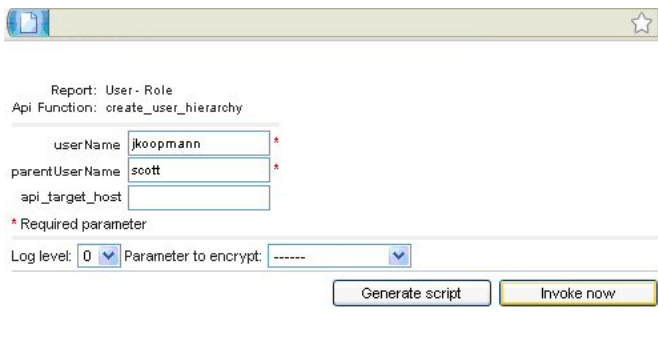 Report: User - Role
Api Function: create_user_hierarchy
userName jkoopmann *
parentUserName scott *
api_target_host
* Required parameter
Log level: 0 Parameter to encrypt: ------
Generate script Invoke now